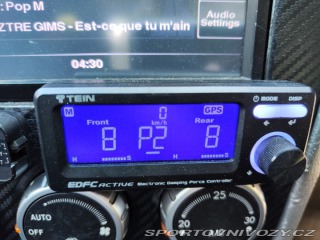 : Pop M
ZTRE GIMS - Est-ce que tu m'ain
Audio
Settings
04:30
TEIN
MODE DISP
M 0 GPS
km/h
Front Rear
8 P2 8
H S H S
EDFC ACTIVE Electronic Damping Force Controller
AUTO
OFF
20
25
30
SPORTOVNIVOZY.CZ